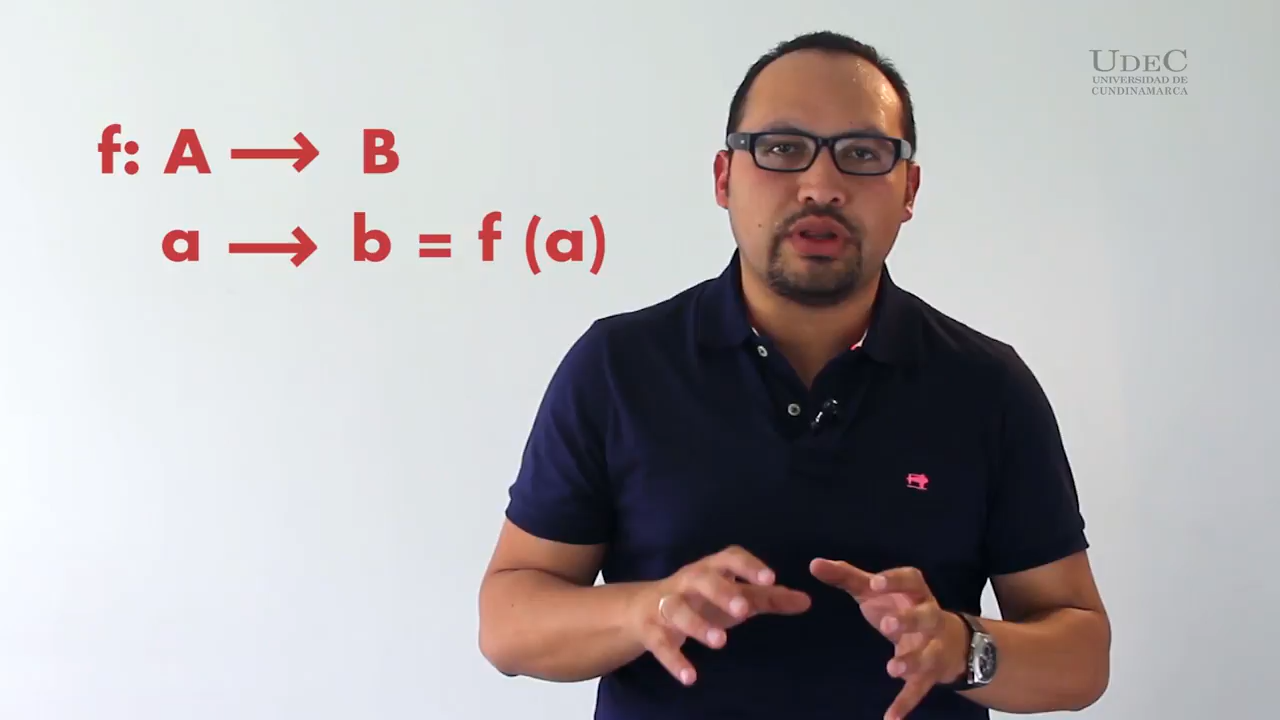 f: A → B
a → b = f (a)
UDEC
UNIVERSIDAD DE
CUNDINAMARCA